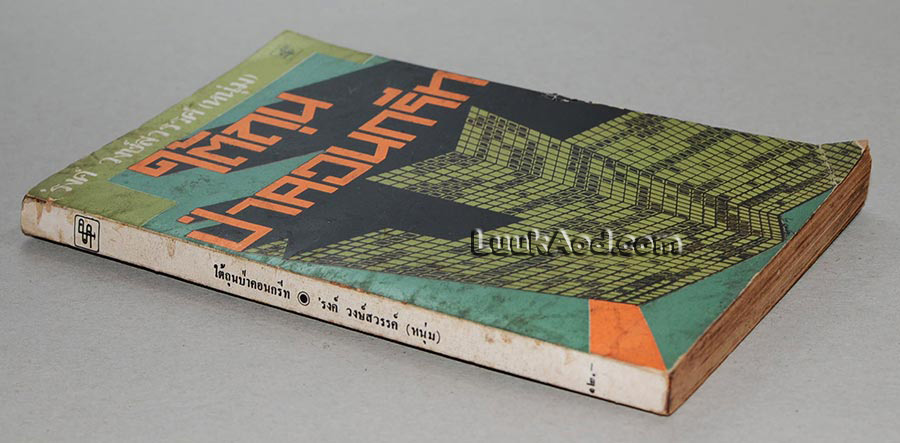 'รงค์ วงษ์สวรรค์ (หนุ่ม)
ใต้ถุน
ป่าคอนกรีท
LuukAod.com
ใต้ถุนป่าคอนกรีท ● 'รงค์ วงษ์สวรรค์ (หนุ่ม)
๑๒.-